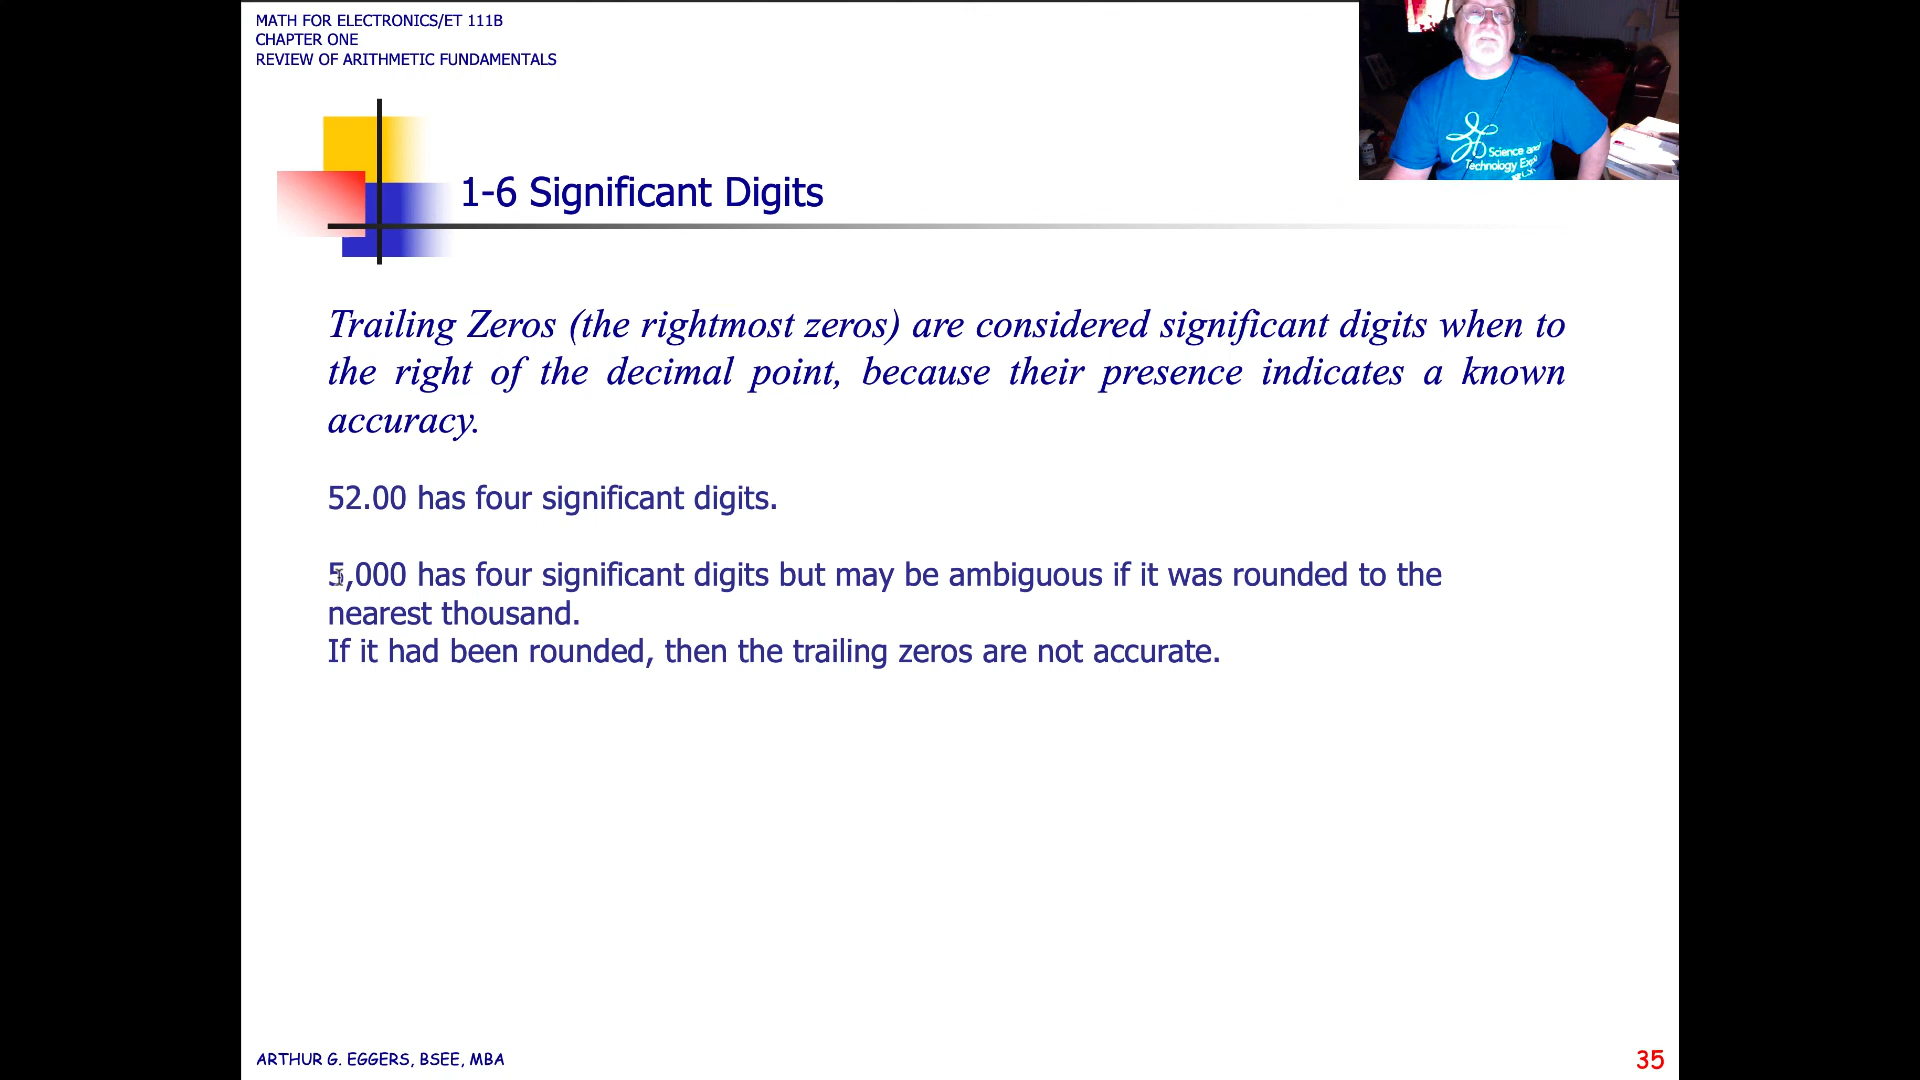 MATH FOR ELECTRONICS/ET 111B
CHAPTER ONE
REVIEW OF ARITHMETIC FUNDAMENTALS
Science and
Technology
1-6 Significant Digits
Trailing Zeros (the rightmost zeros) are considered significant digits when to
the right of the decimal point, because their presence indicates a known
accuracy.
52.00 has four significant digits.
5,000 has four significant digits but may be ambiguous if it was rounded to the
nearest thousand.
If it had been rounded, then the trailing zeros are not accurate.
ARTHUR G. EGGERS, BSEE, MBA
35